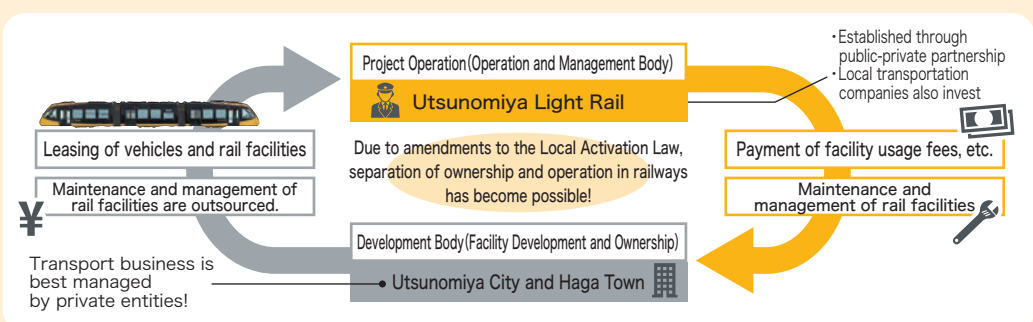 Project Operation(Operation and Management Body)
Utsunomiya Light Rail
・Established through
public-private partnership
・Local transportation
companies also invest
Leasing of vehicles and rail facilities
Maintenance and management of
rail facilities are outsourced.
¥
Due to amendments to the Local Activation Law,
separation of ownership and operation in railways
has become possible!
Payment of facility usage fees, etc.
Maintenance and
management of rail facilities
Development Body(Facility Development and Ownership)
Utsunomiya City and Haga Town
Transport business is
best managed
by private entities!